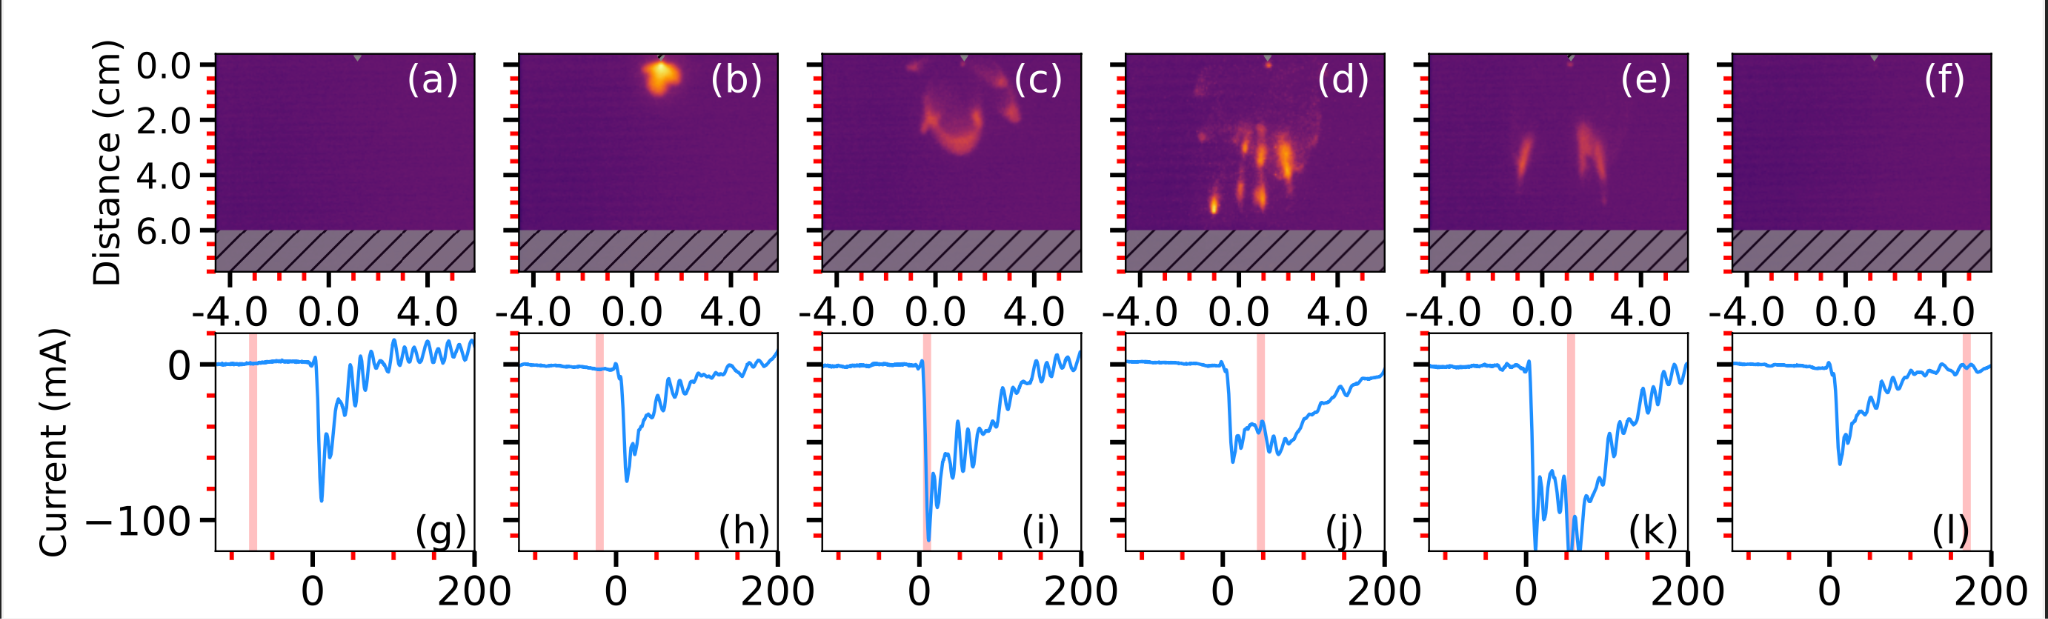 Distance (cm)
0.0
2.0
4.0
6.0
(a)
(b)
(c)
(d)
(e)
(f)
-4.0 0.0 4.0
-4.0 0.0 4.0
-4.0 0.0 4.0
-4.0 0.0 4.0
-4.0 0.0 4.0
-4.0 0.0 4.0
Current (mA)
0
−100
(g)
(h)
(i)
(j)
(k)
(l)
0 200
0 200
0 200
0 200
0 200
0 200